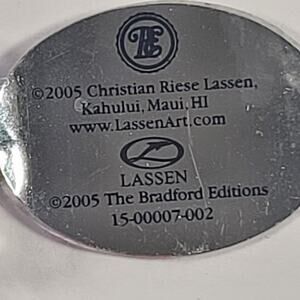 ©2005 Christian Riese Lassen,
Kahului, Maui, HI
www.LassenArt.com
LASSEN
©2005 The Bradford Editions
15-00007-002